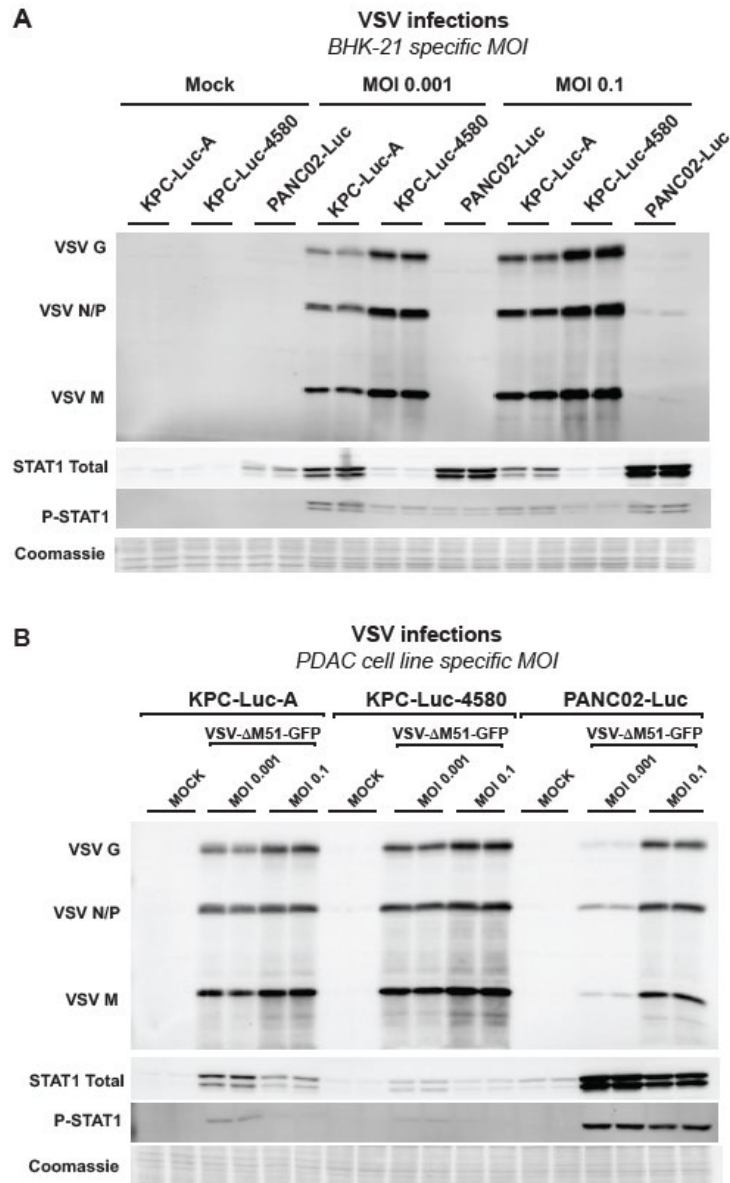 A
VSV infections
BHK-21 specific MOI
Mock MOI 0.001 MOI 0.1
KPC-Luc-A KPC-Luc-4580 PANC02-Luc KPC-Luc-A KPC-Luc-4580 PANC02-Luc KPC-Luc-A KPC-Luc-4580 PANC02-Luc
VSV G
VSV N/P
VSV M
STAT1 Total
P-STAT1
Coomassie
B
VSV infections
PDAC cell line specific MOI
KPC-Luc-A KPC-Luc-4580 PANC02-Luc
VSV-ΔM51-GFP VSV-ΔM51-GFP VSV-ΔM51-GFP
MOCK MOI 0.001 MOI 0.1 MOCK MOI 0.001 MOI 0.1 MOCK MOI 0.001 MOI 0.1
VSV G
VSV N/P
VSV M
STAT1 Total
P-STAT1
Coomassie